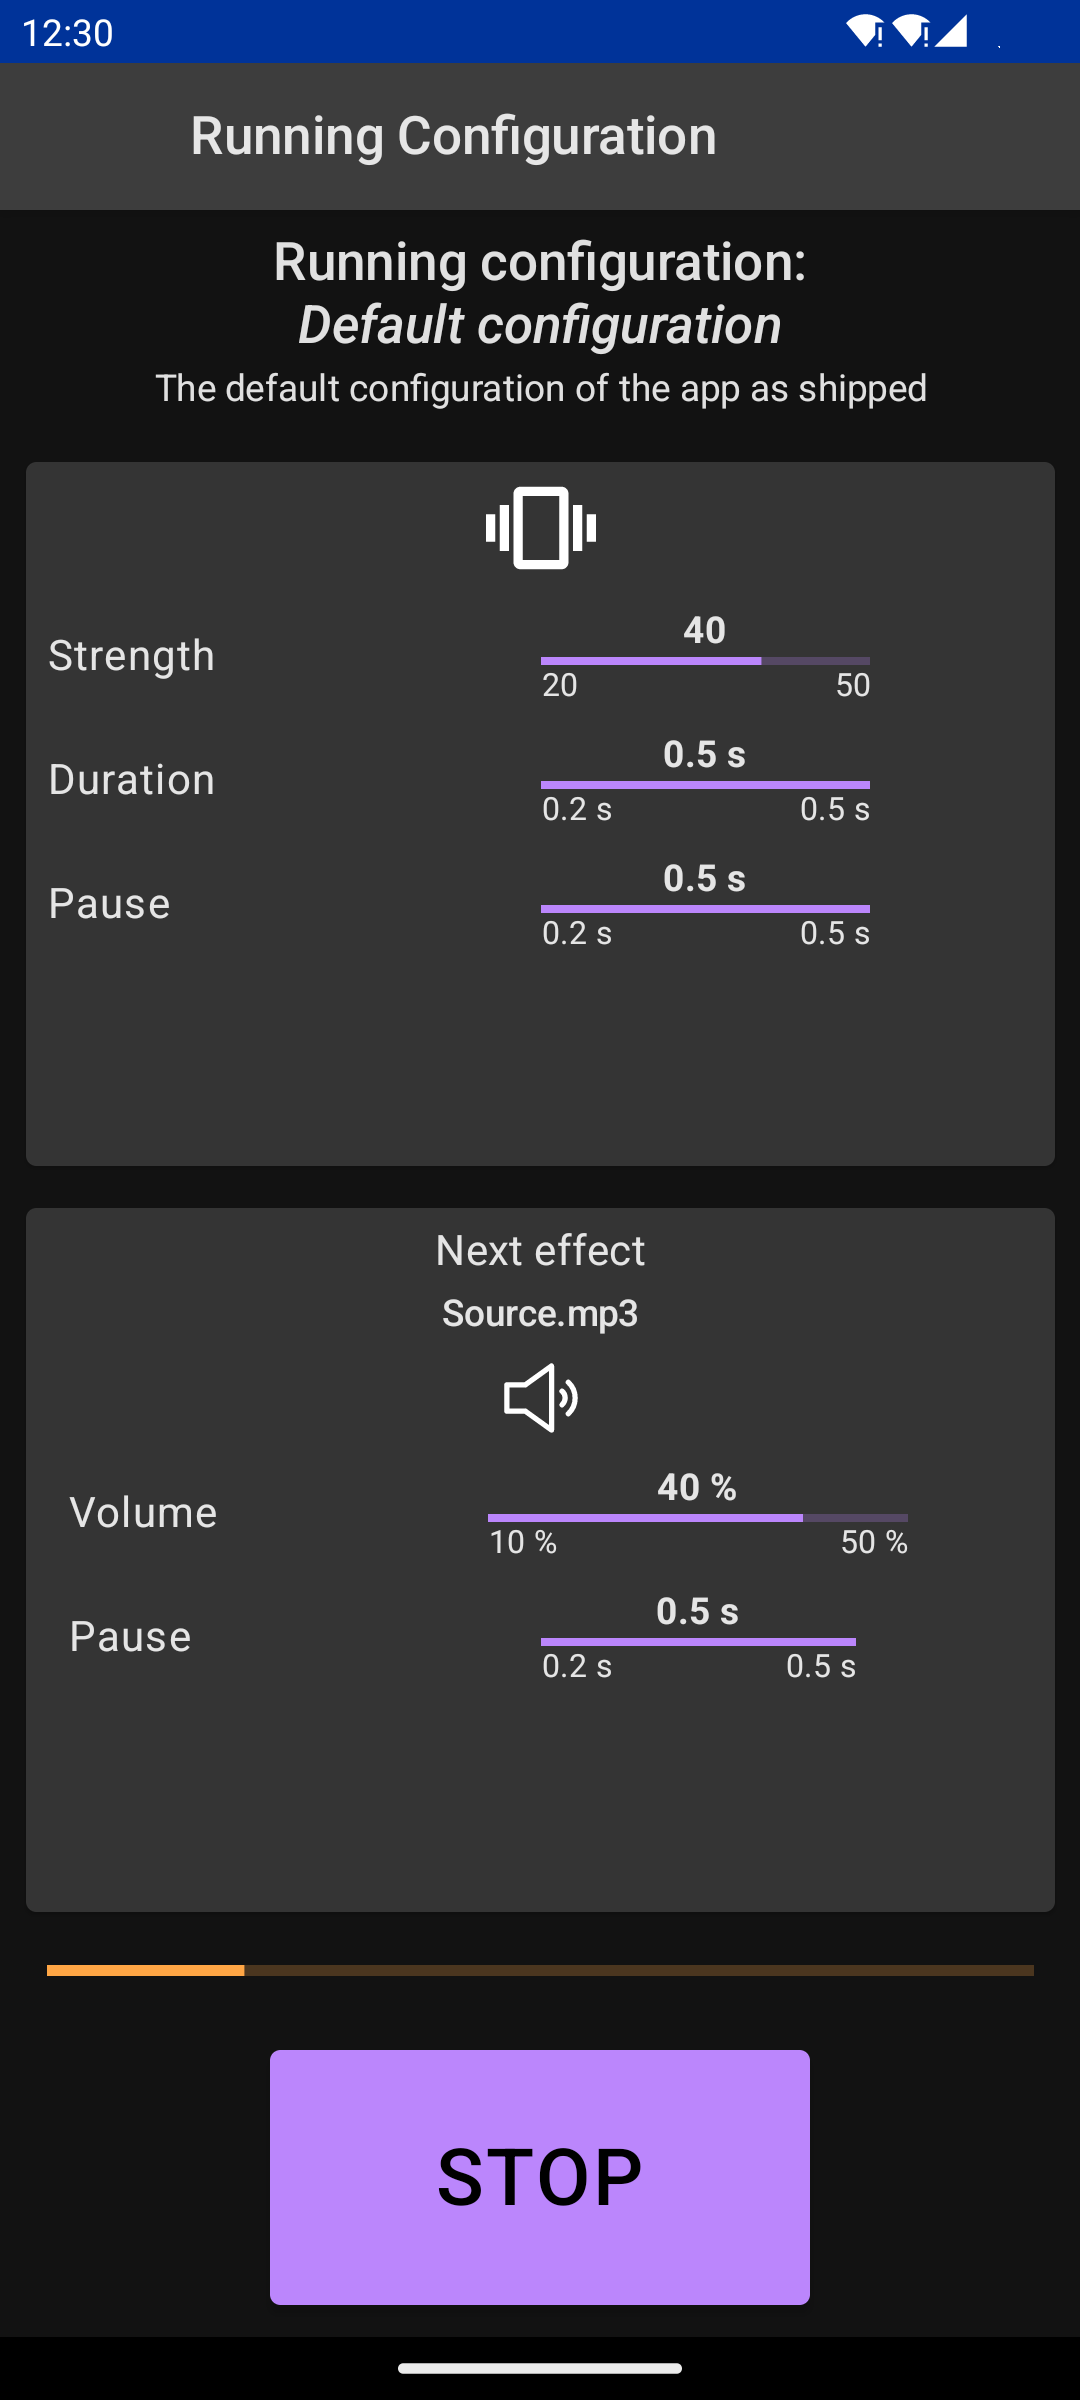 12:30
Running Configuration
Running configuration:
Default configuration
The default configuration of the app as shipped
Strength
40
20 50
Duration
0.5 s
0.2 s 0.5 s
Pause
0.5 s
0.2 s 0.5 s
Next effect
Source.mp3
Volume
40 %
10 % 50 %
Pause
0.5 s
0.2 s 0.5 s
STOP